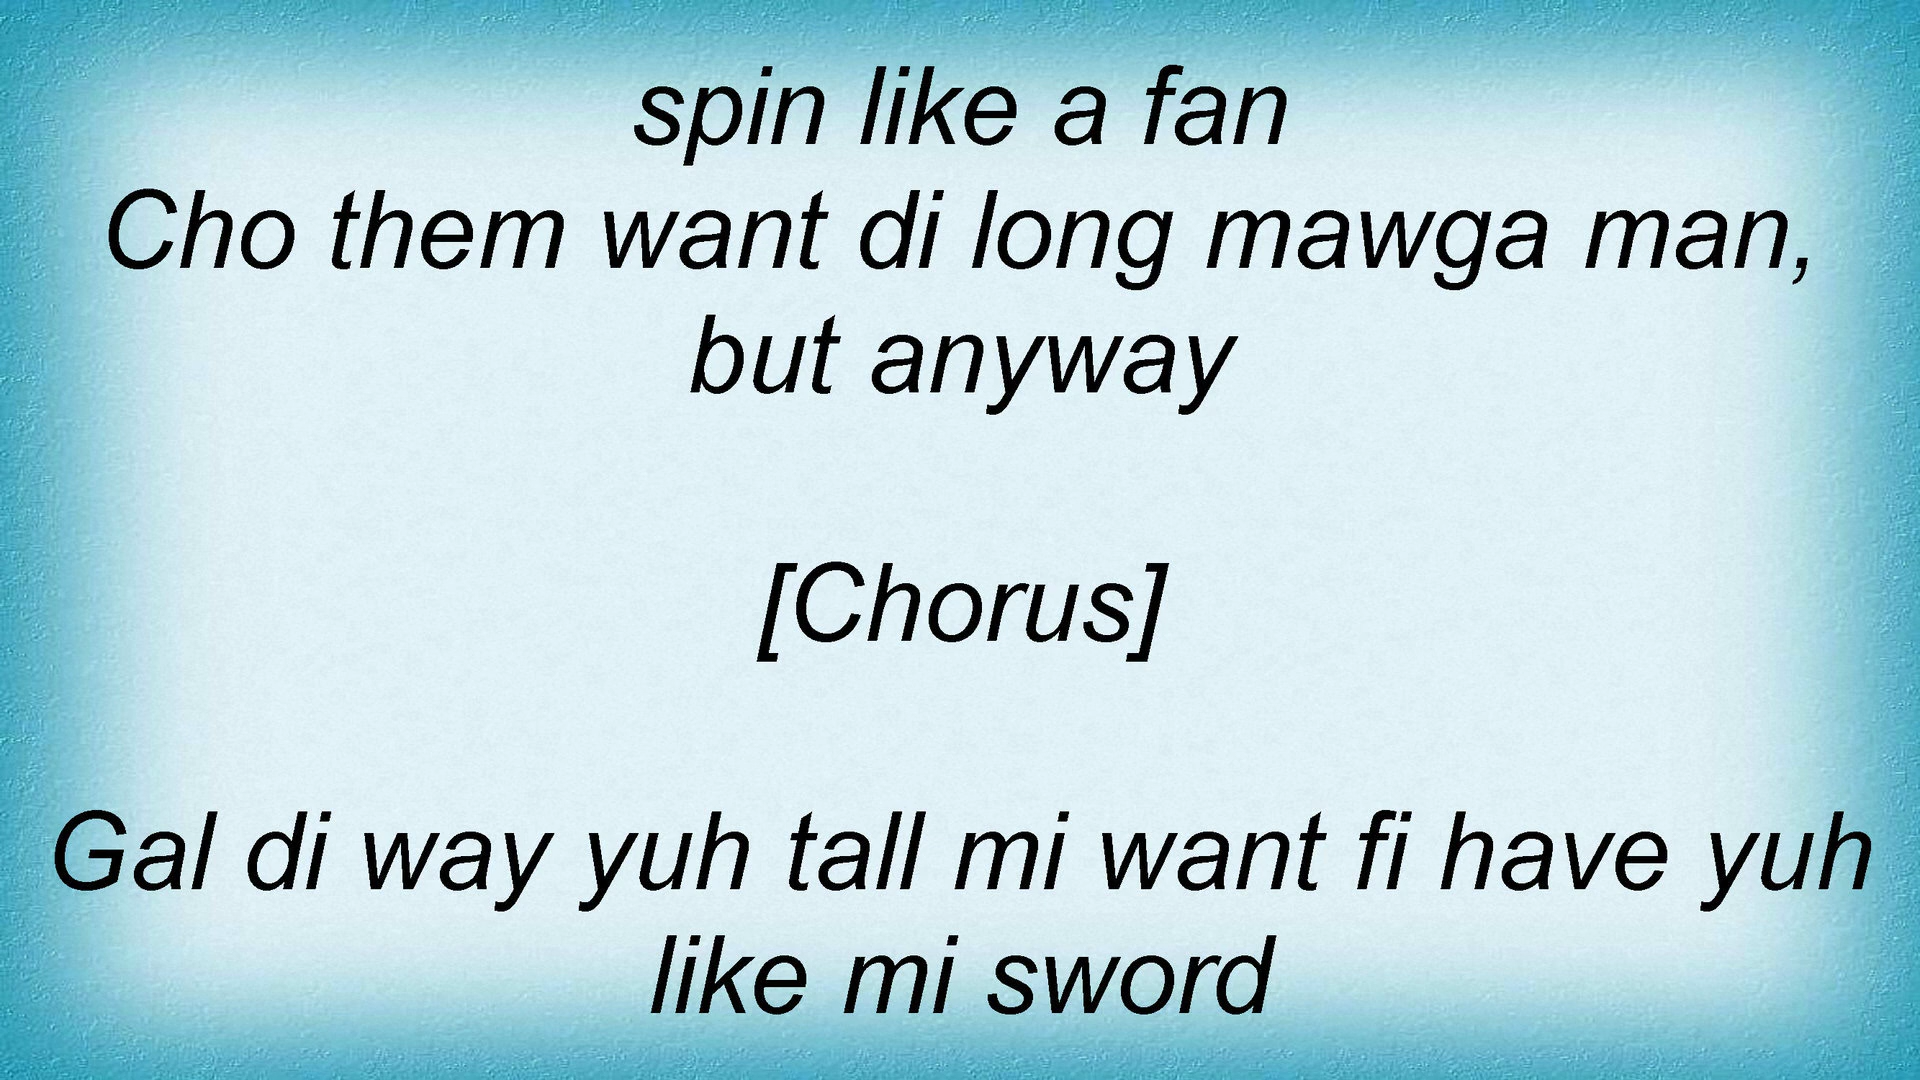 spin like a fan
Cho them want di long mawga man,
but anyway
[Chorus]
Gal di way yuh tall mi want fi have yuh
like mi sword